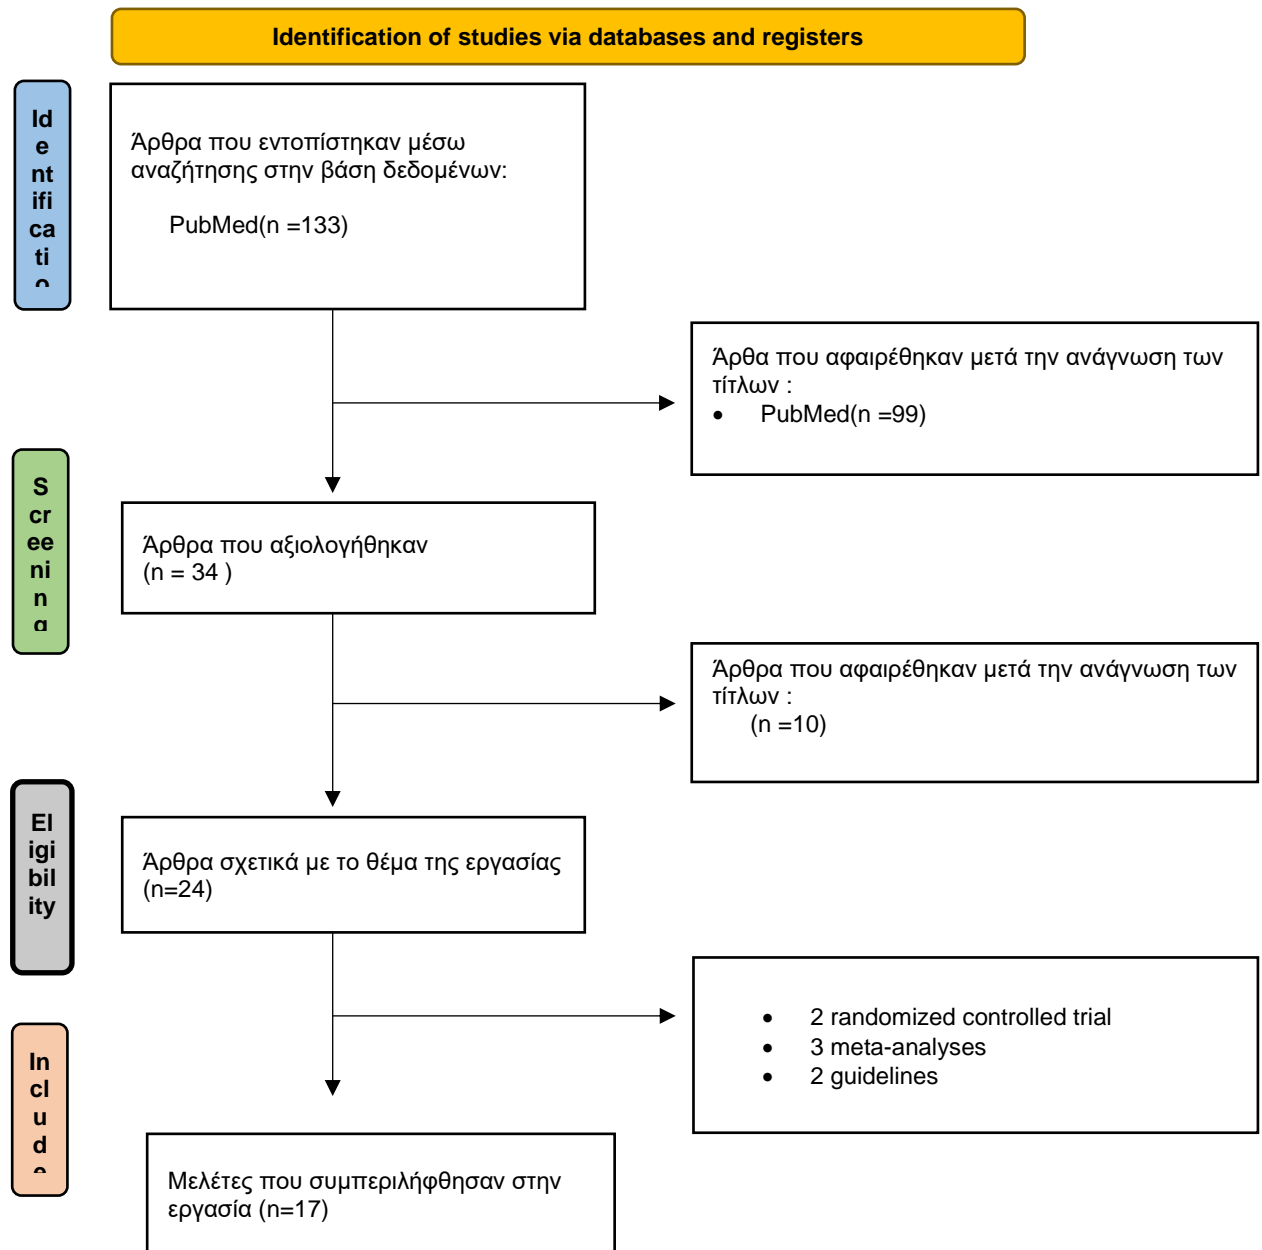 Identification of studies via databases and registers
Id
e
nt
ifi
ca
ti
o
Άρθρα που εντοπίστηκαν μέσω
αναζήτησης στην βάση δεδομένων:
PubMed(n =133)
Άρθα που αφαιρέθηκαν μετά την ανάγνωση των
τίτλων :
• PubMed(n =99)
S
cr
ee
ni
n
g
Άρθρα που αξιολογήθηκαν
(n = 34 )
Άρθρα που αφαιρέθηκαν μετά την ανάγνωση των
τίτλων :
(n =10)
El
igi
bil
ity
Άρθρα σχετικά με το θέμα της εργασίας
(n=24)
• 2 randomized controlled trial
• 3 meta-analyses
• 2 guidelines
In
cl
u
d
e
Μελέτες που συμπεριλήφθησαν στην
εργασία (n=17)